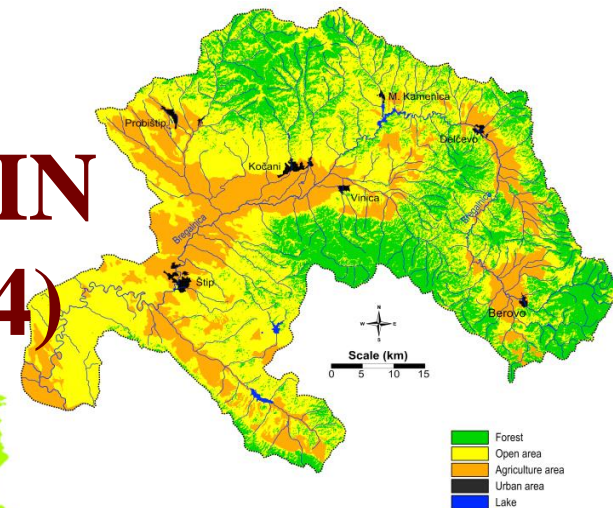 IN
4)
Probištip
M. Kamenica
Delčevo
Kočani
Vinica
Bregalnica
Bregalnica
Štip
Berovo
N
W E
S
Scale (km)
0 5 10 15
Forest
Open area
Agriculture area
Urban area
Lake